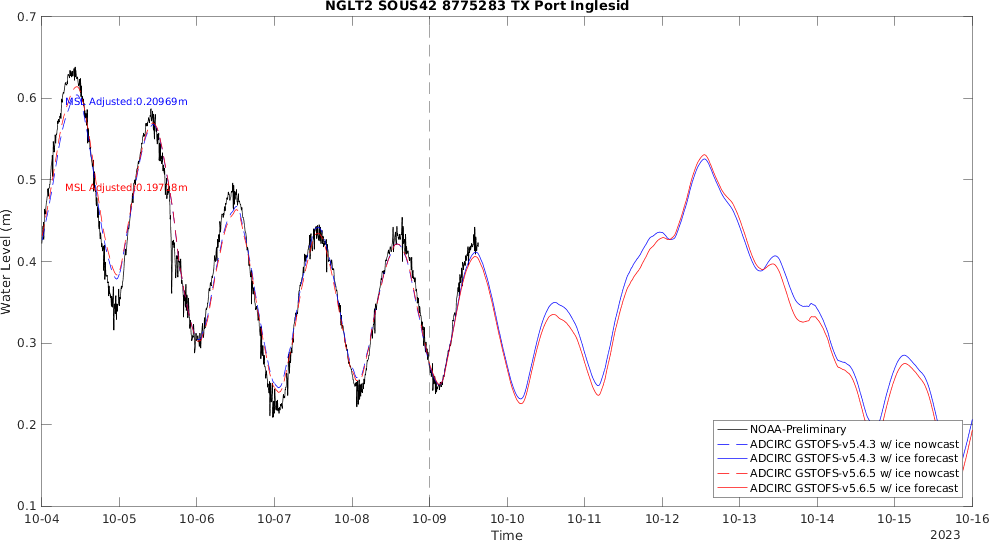 NGLT2 SOUS42 8775283 TX Port Inglesid
0.7
0.6
0.5
0.4
0.3
0.2
0.1
Water Level (m)
MSL Adjusted:0.20969m
MSL Adjusted:0.19728m
NOAA-Preliminary
ADCIRC GSTOFS-v5.4.3 w/ ice nowcast
ADCIRC GSTOFS-v5.4.3 w/ ice forecast
ADCIRC GSTOFS-v5.6.5 w/ ice nowcast
ADCIRC GSTOFS-v5.6.5 w/ ice forecast
10-04 10-05 10-06 10-07 10-08 10-09 10-10 10-11 10-12 10-13 10-14 10-15 10-16
Time
2023